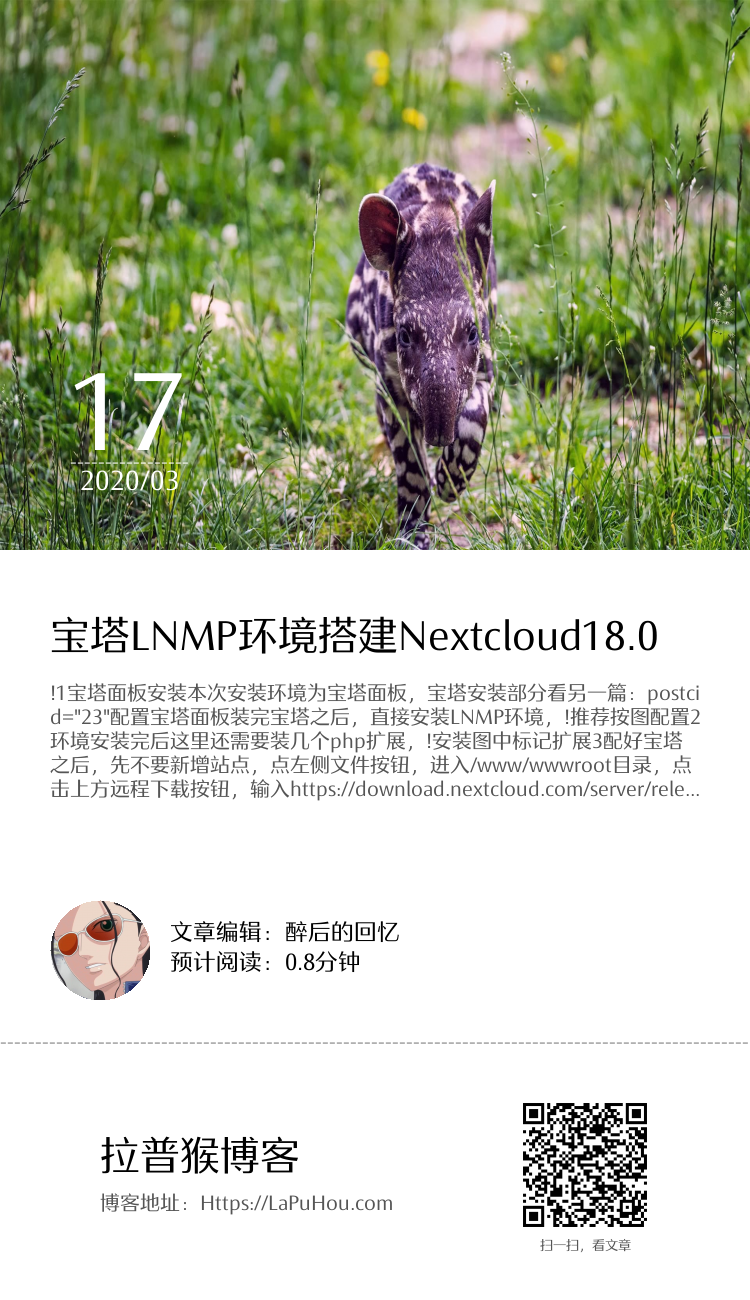 17
2020/03
宝塔LNMP环境搭建Nextcloud18.0
!1宝塔面板安装本次安装环境为宝塔面板，宝塔安装部分看另一篇：postci
d="23"配置宝塔面板装完宝塔之后，直接安装LNMP环境，!推荐按图配置2
环境安装完后这里还需要装几个php扩展，!安装图中标记扩展3配好宝塔
之后，先不要新增站点，点左侧文件按钮，进入/www/wwwroot目录，点
击上方远程下载按钮，输入https://download.nextcloud.com/server/rele...
文章编辑：醉后的回忆
预计阅读：0.8分钟
拉普猴博客
博客地址：Https://LaPuHou.com
扫一扫，看文章